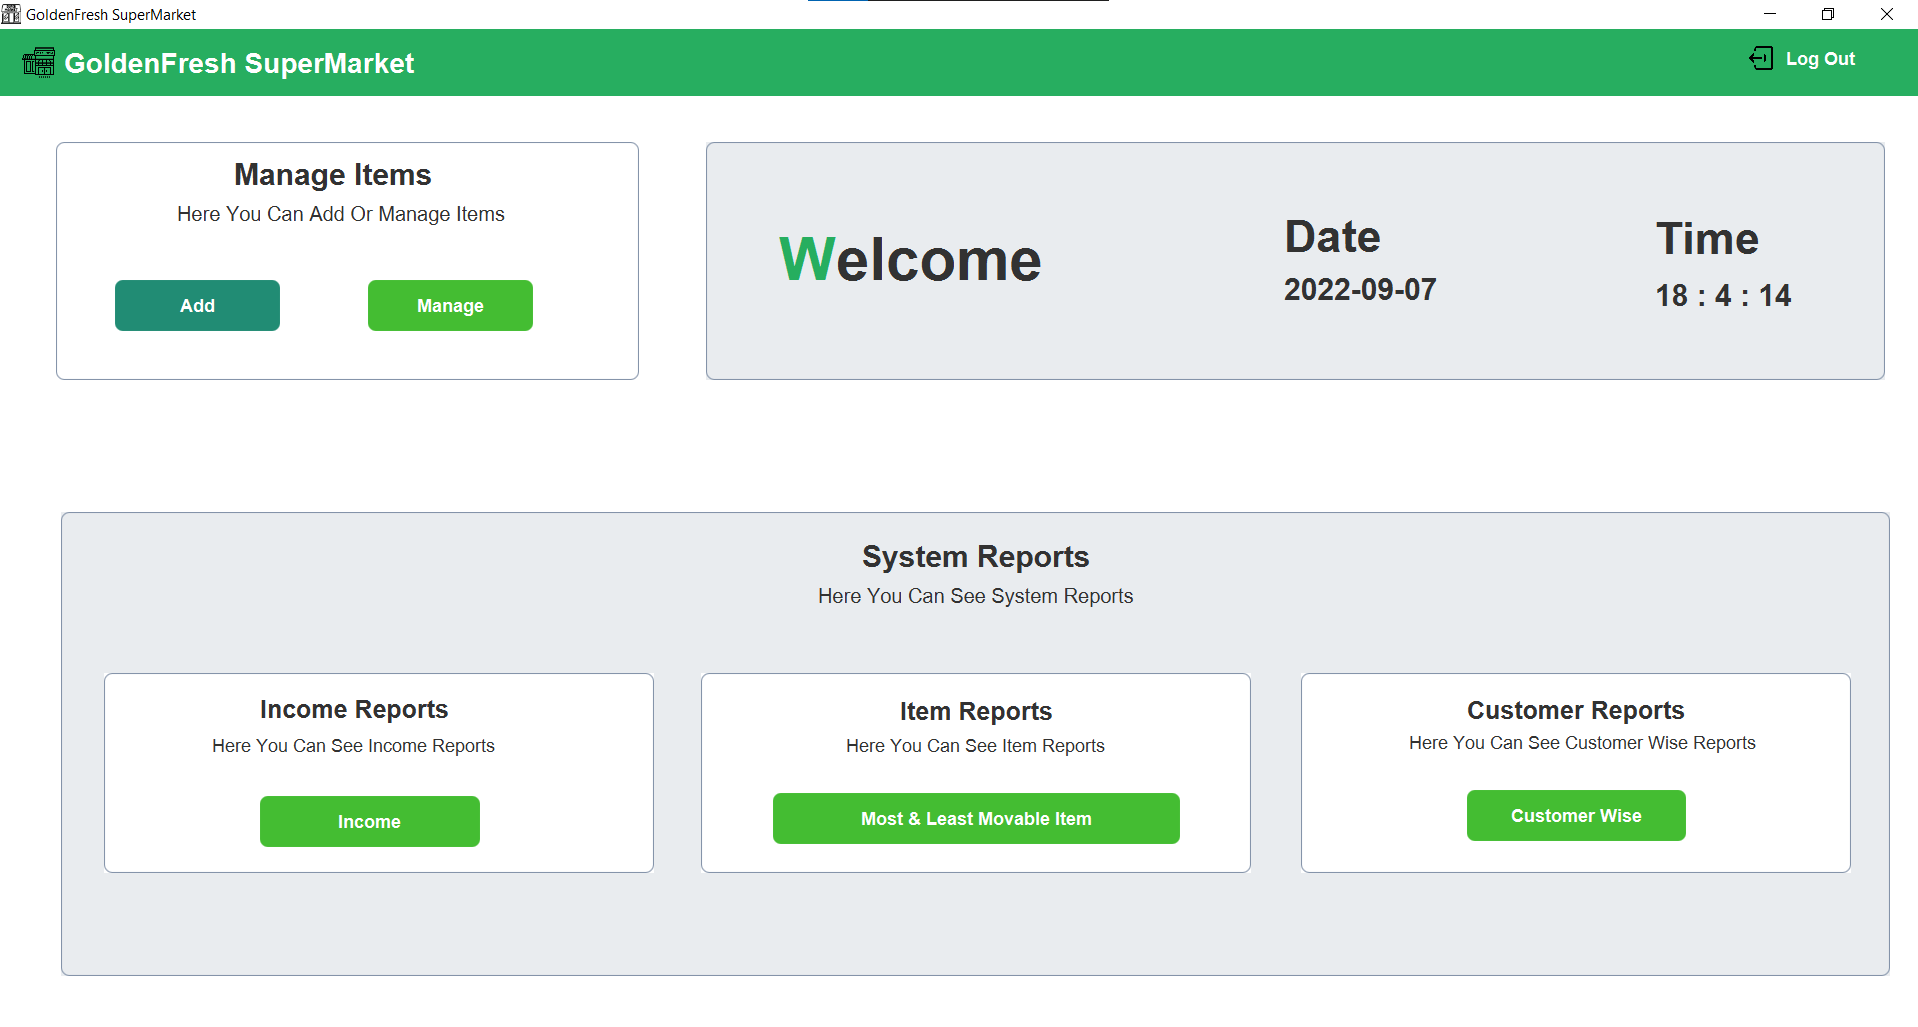 GoldenFresh SuperMarket
GoldenFresh SuperMarket
Log Out
Manage Items
Here You Can Add Or Manage Items
Add
Manage
Welcome
Date
2022-09-07
Time
18 : 4 : 14
System Reports
Here You Can See System Reports
Income Reports
Here You Can See Income Reports
Income
Item Reports
Here You Can See Item Reports
Most & Least Movable Item
Customer Reports
Here You Can See Customer Wise Reports
Customer Wise